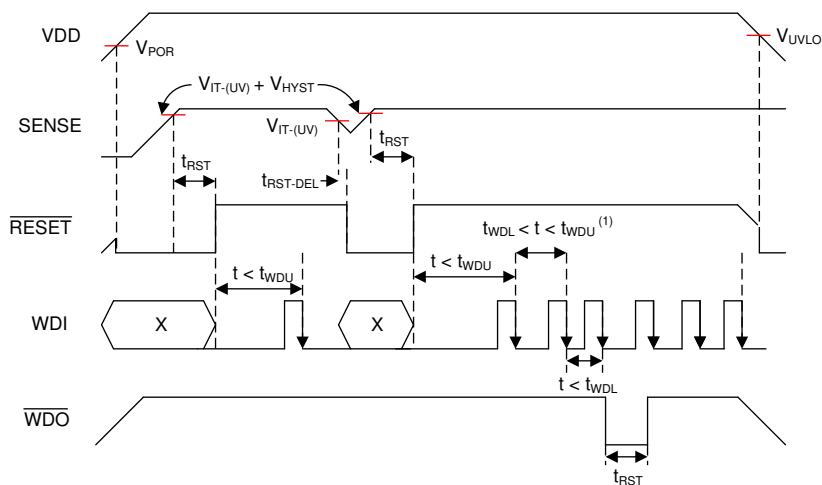 VDD
V_POR
V_UVLO
V_IT-(UV) + V_HYST
SENSE
V_IT-(UV)
t_RST
t_RST
t_RST-DEL
RESET
t_WDL < t < t_WDU (1)
t < t_WDU
t < t_WDU
WDI
X
X
t < t_WDL
WDO
t_RST